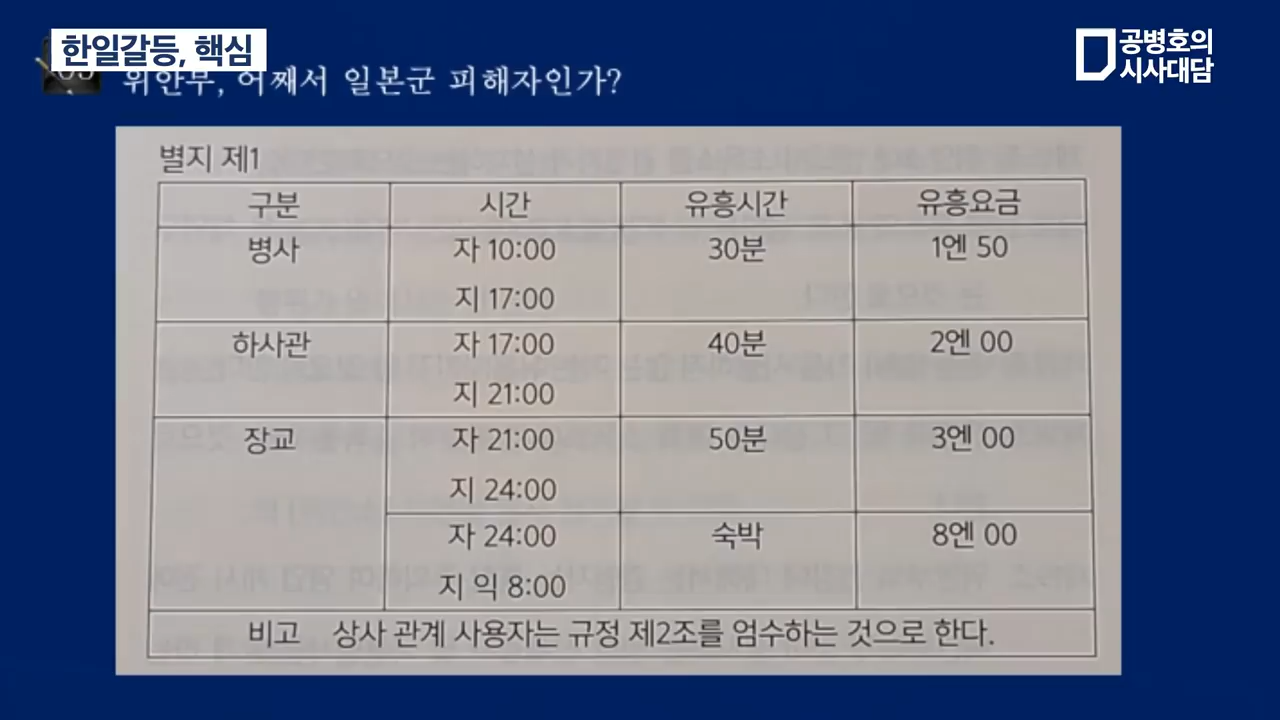 한일갈등, 핵심
공병호의
시사대담
위안부, 어째서 일본군 피해자인가?
별지 제1
구분 시간 유흥시간 유흥요금
병사 자 10:00 30분 1엔 50
지 17:00
하사관 자 17:00 40분 2엔 00
지 21:00
장교 자 21:00 50분 3엔 00
지 24:00
자 24:00 숙박 8엔 00
지 익 8:00
비고 상사 관계 사용자는 규정 제2조를 엄수하는 것으로 한다.